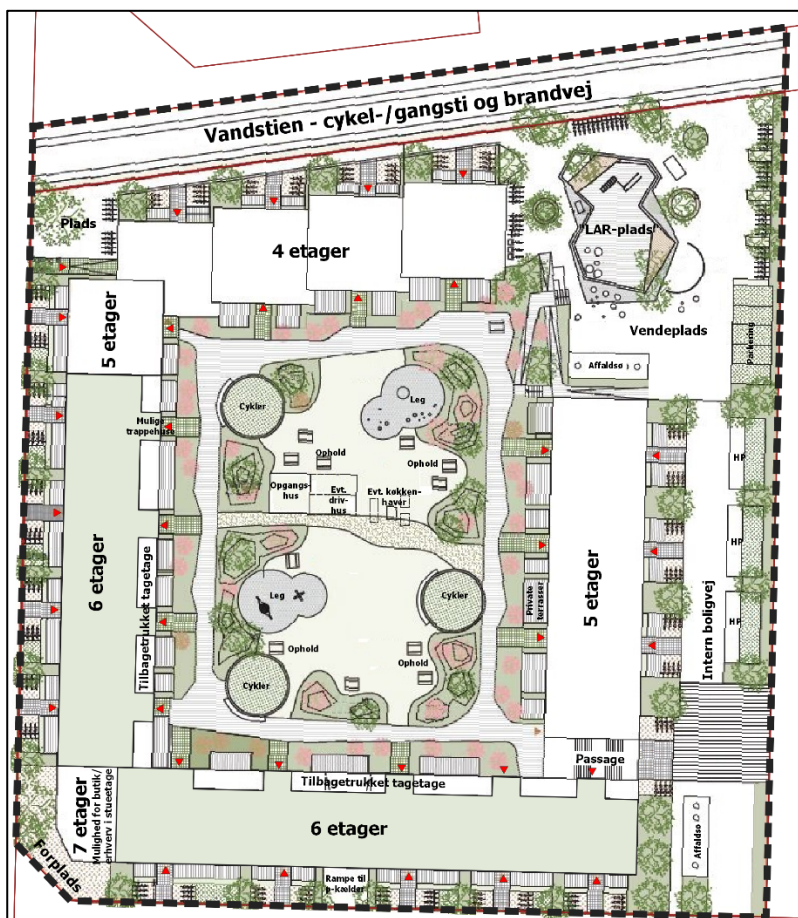 Vandstien - cykel-/gangsti og brandvej
Plads
4 etager
LAR-plads
Vendeplads
Parkering
Affaldsø
5 etager
Cykler
Leg
Mulige
trappehuse
Ophold
Ophold
Opgangs-
hus
Evt.
driv-
hus
Evt. køkken-
haver
HP
HP
HP
6 etager
Tilbagetrukket tagetage
Leg
Cykler
Private
terrasser
5 etager
Intern boligvej
Ophold
Ophold
Cykler
Passage
Tilbagetrukket tagetage
7 etager
Mulighed for butik/
erhverv i stueetage
6 etager
Affaldsø
Forplads
Rampe til
p-kælder